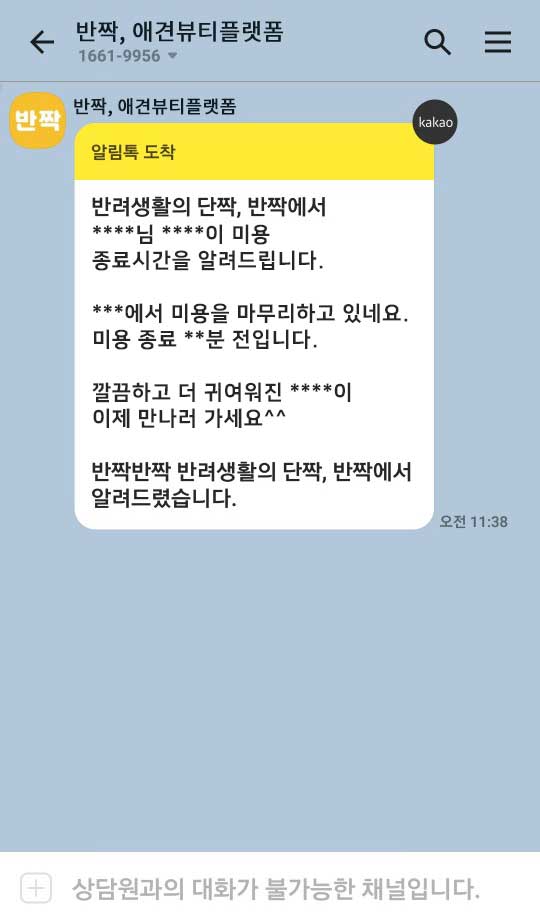 반짝, 애견뷰티플랫폼
1661-9956
반짝
반짝, 애견뷰티플랫폼
kakao
알림톡 도착
반려생활의 단짝, 반짝에서
****님 ****이 미용
종료시간을 알려드립니다.
***에서 미용을 마무리하고 있네요.
미용 종료 **분 전입니다.
깔끔하고 더 귀여워진 ****이
이제 만나러 가세요^^
반짝반짝 반려생활의 단짝, 반짝에서
알려드렸습니다.
오전 11:38
상담원과의 대화가 불가능한 채널입니다.